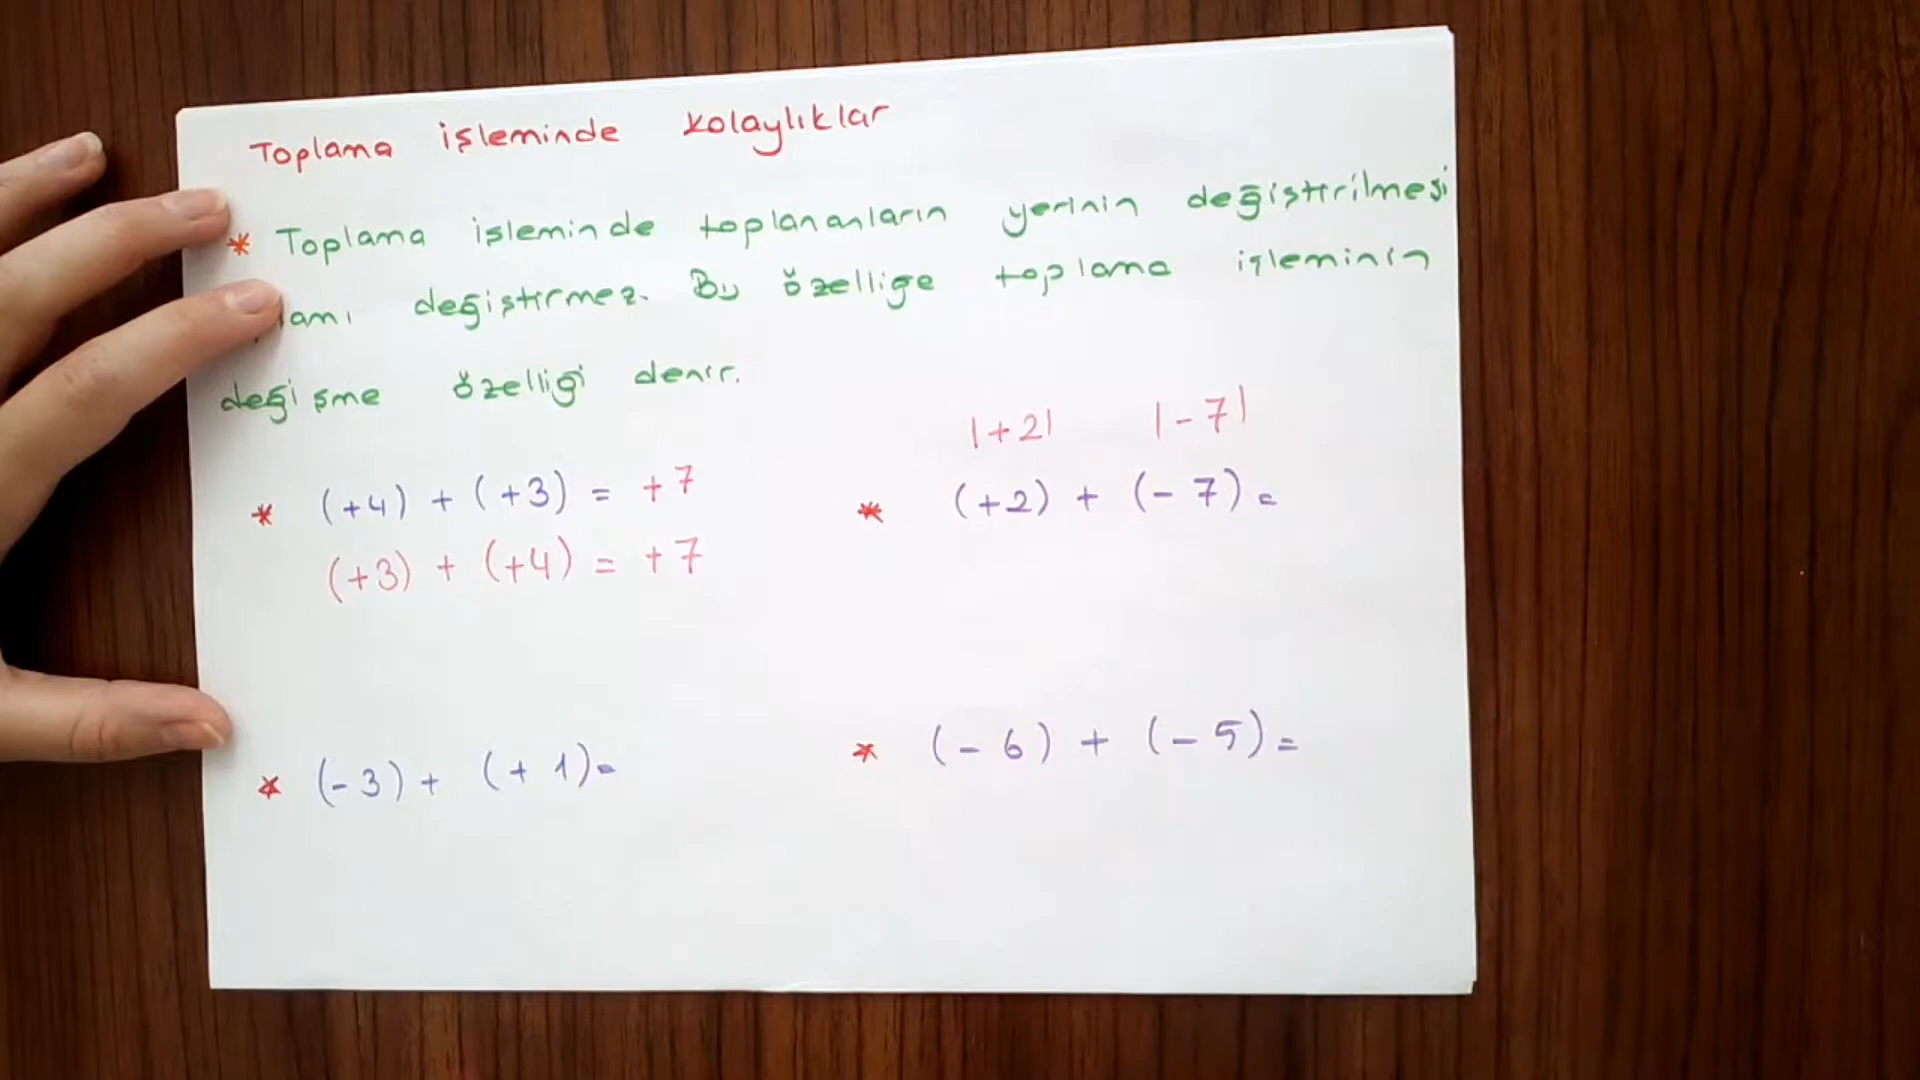 Toplama işleminde kolaylıklar
* Toplama işleminde toplananların yerinin değiştirilmesi
değiştirmez. Bu özelliğe toplama işleminin
değişme özelliği denir.
|+2| |-7|
* (+4) + (+3) = +7
(+3) + (+4) = +7
* (+2) + (-7) =
* (-3) + (+1) =
* (-6) + (-5) =